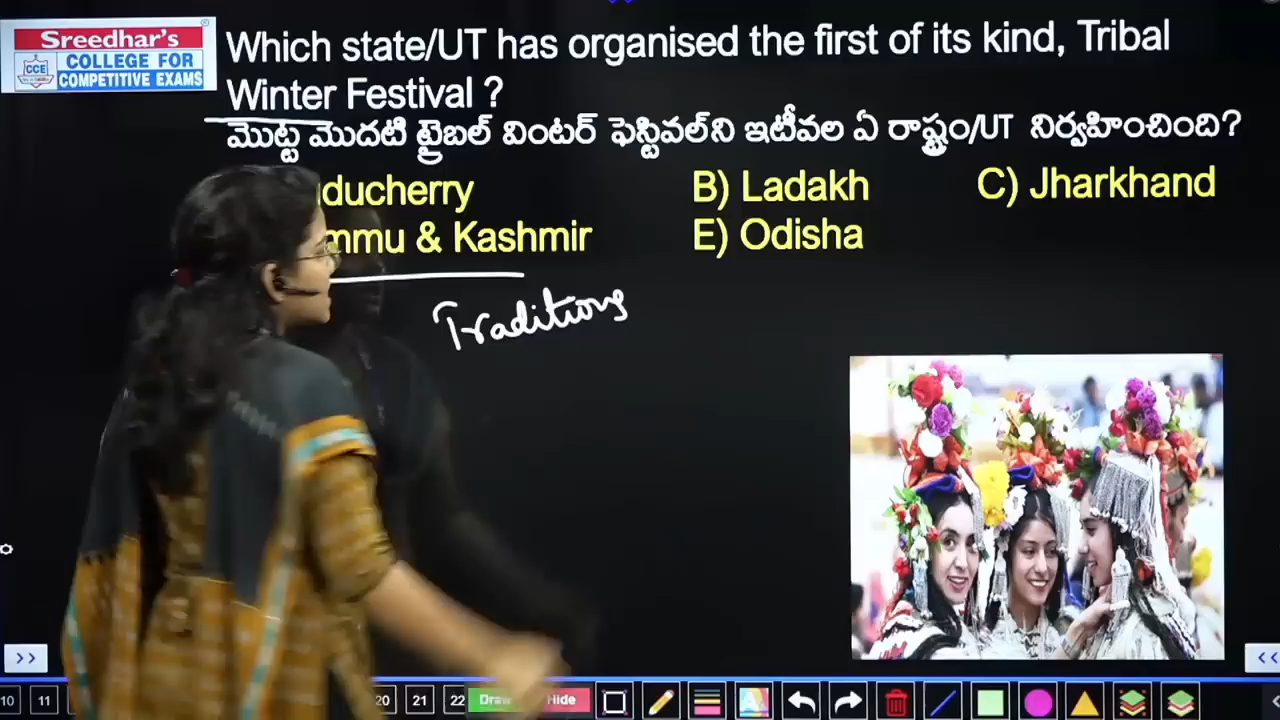 Sreedhar's
CCE
COLLEGE FOR
COMPETITIVE EXAMS
Which state/UT has organised the first of its kind, Tribal
Winter Festival ?
మొట్ట మొదటి ట్రైబల్ వింటర్ ఫెస్టివల్‌ని ఇటీవల ఏ రాష్ట్రం/UT నిర్వహించింది?
ducherry B) Ladakh C) Jharkhand
mmu & Kashmir E) Odisha
Traditions
>> <<
10 11 20 21 22 Draw Hide